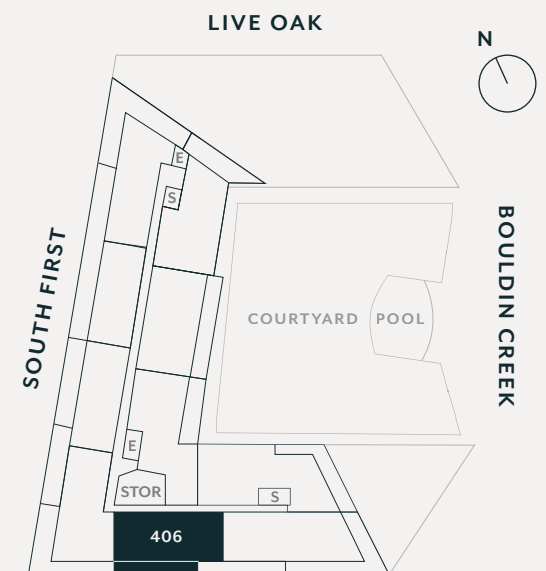 LIVE OAK
N
E
S
SOUTH FIRST
BOULDIN CREEK
COURTYARD
POOL
E
STOR
S
406